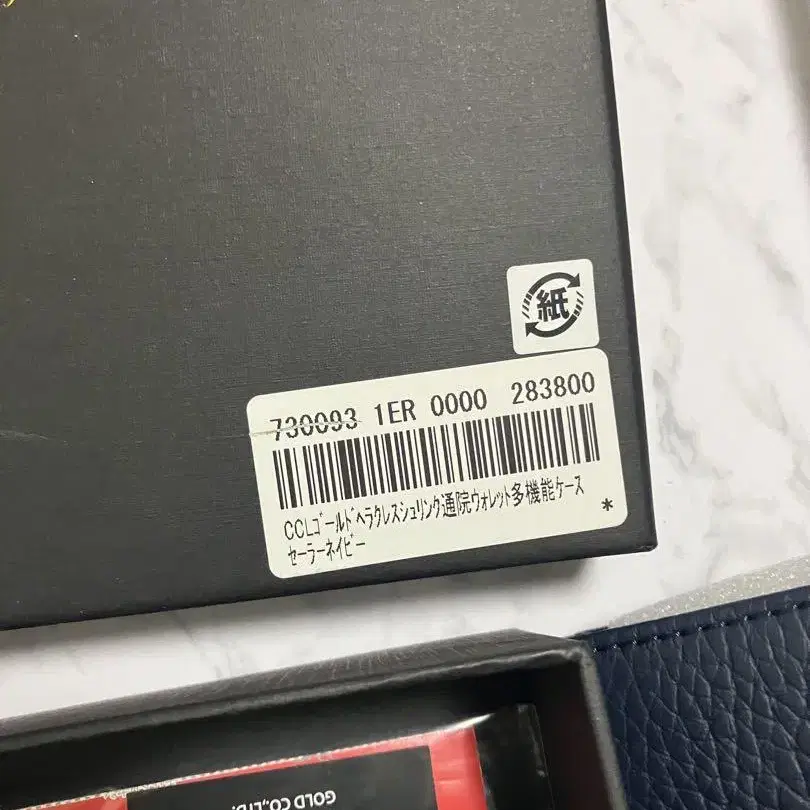 紙
730093 1ER 0000 283800
CCLｺﾞｰﾙﾄﾞﾍﾗｸﾚｽｼｭﾘﾝｸ通院ｳｫﾚｯﾄ多機能ｹｰｽ
ｾｰﾗｰﾈｲﾋﾞｰ *
GOLD CO.,LTD.